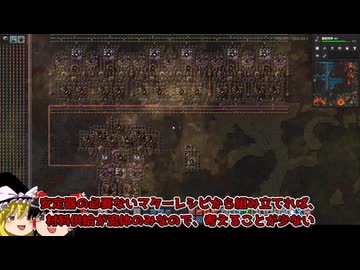 安定器の必要ないマターレシピから組み立てれば、
材料供給が流体のみなので、考えることが少ない